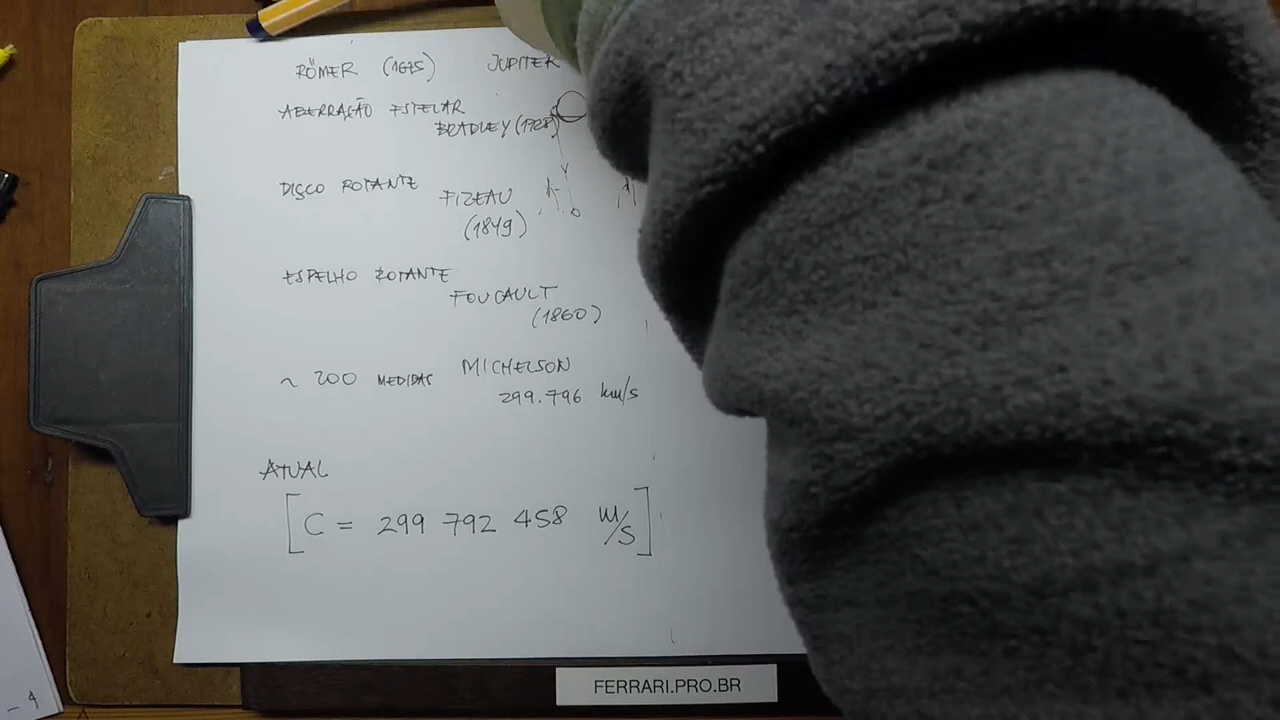 RÖMER (1675) JUPITER
ABERRAÇÃO ESTELAR
BRADLEY (1728)
DISCO ROTANTE
FIZEAU
(1849)
ESPELHO ROTANTE
FOUCAULT
(1860)
~ 200 MEDIDAS MICHELSON
299.796 km/s
ATUAL
[C = 299 792 458 m/s]
FERRARI.PRO.BR